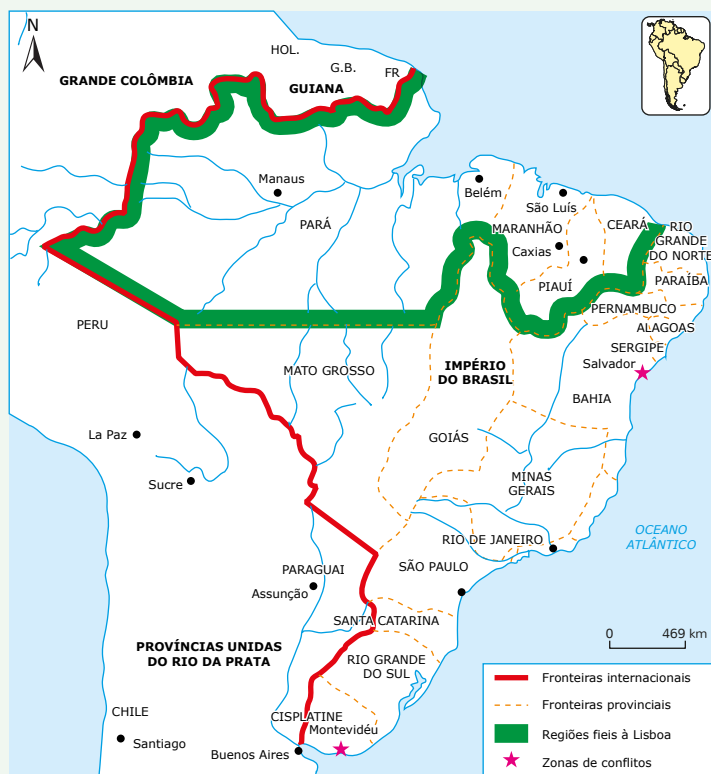 N
HOL.
G.B.
FR
GRANDE COLÔMBIA
GUIANA
Manaus
Belém
São Luís
PARÁ
MARANHÃO
CEARÁ
RIO
GRANDE
DO NORTE
Caxias
PIAUÍ
PARAÍBA
PERNAMBUCO
ALAGOAS
PERU
SERGIPE
Salvador
MATO GROSSO
IMPÉRIO
DO BRASIL
BAHIA
La Paz
GOIÁS
Sucre
MINAS
GERAIS
OCEANO
ATLÂNTICO
RIO DE JANEIRO
PARAGUAI
SÃO PAULO
Assunção
SANTA CATARINA
0 469 km
PROVÍNCIAS UNIDAS
DO RIO DA PRATA
RIO GRANDE
DO SUL
CISPLATINE
Montevidéu
CHILE
Santiago
Buenos Aires
Fronteiras internacionais
Fronteiras provinciais
Regiões fieis à Lisboa
Zonas de conflitos